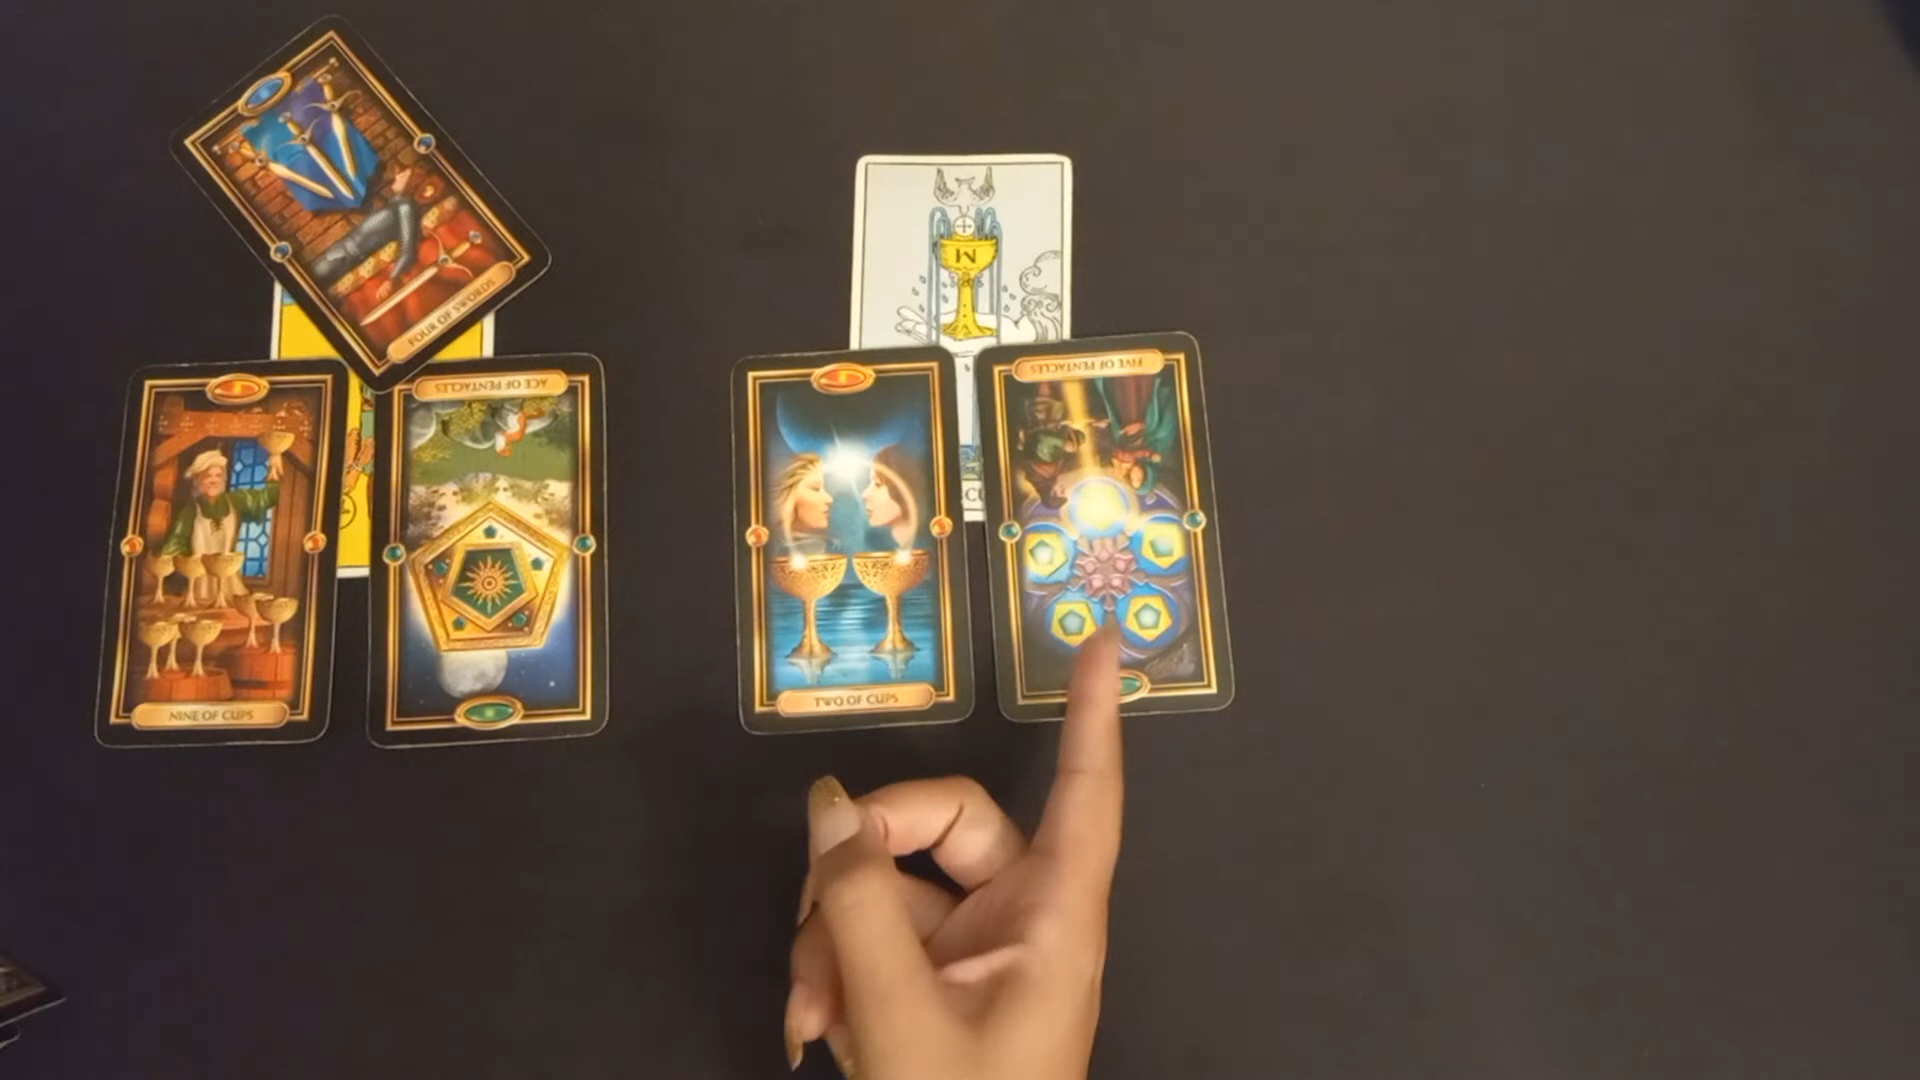 FOUR OF SWORDS
NINE OF CUPS
ACE OF PENTACLES
TWO OF CUPS
FIVE OF PENTACLES